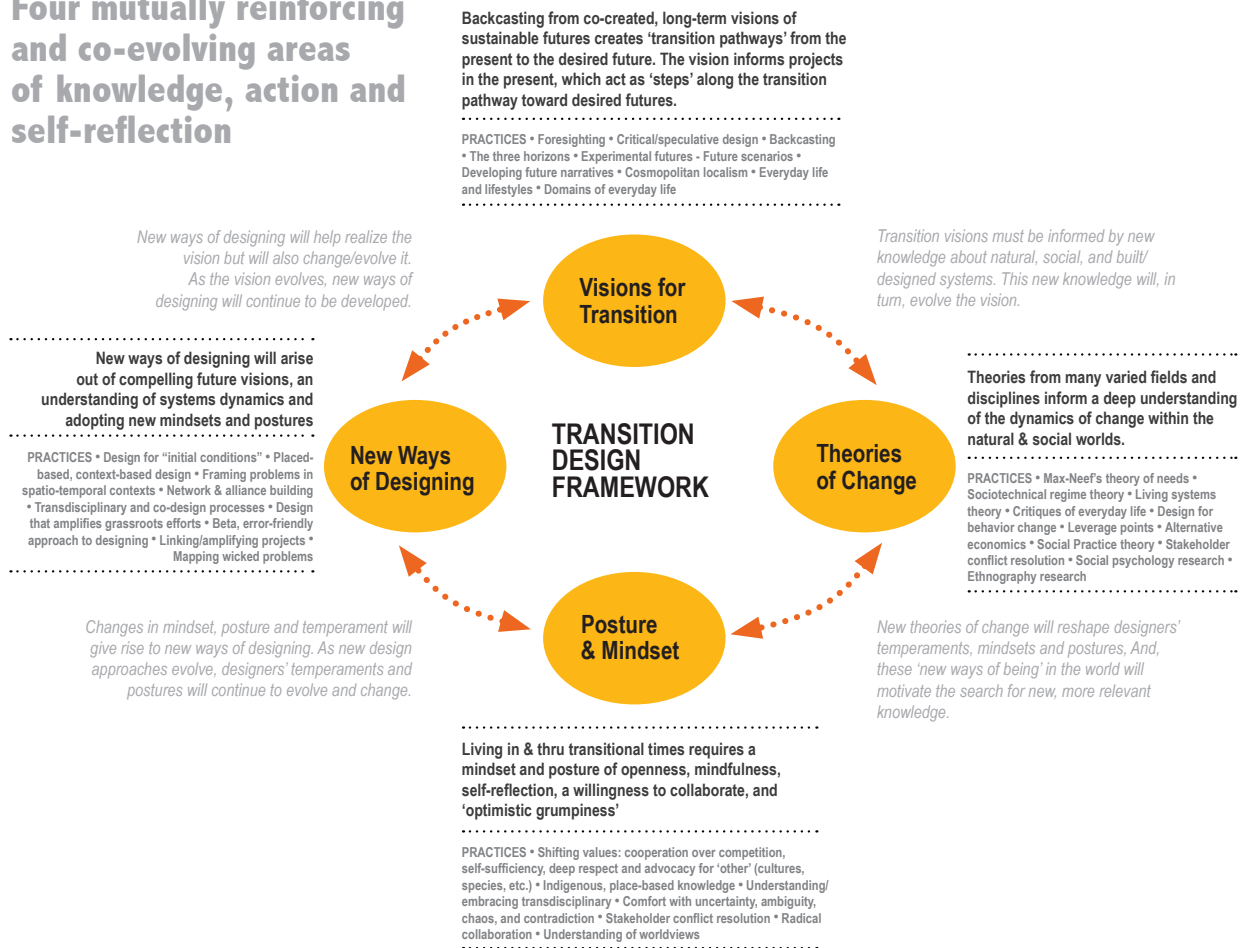 Four mutually reinforcing
and co-evolving areas
of knowledge, action and
self-reflection
Backcasting from co-created, long-term visions of
sustainable futures creates ‘transition pathways’ from the
present to the desired future. The vision informs projects
in the present, which act as ‘steps’ along the transition
pathway toward desired futures.
PRACTICES • Foresighting • Critical/speculative design • Backcasting
• The three horizons • Experimental futures - Future scenarios •
Developing future narratives • Cosmopolitan localism • Everyday life
and lifestyles • Domains of everyday life
New ways of designing will help realize the
vision but will also change/evolve it.
As the vision evolves, new ways of
designing will continue to be developed.
Visions for
Transition
Transition visions must be informed by new
knowledge about natural, social, and built/
designed systems. This new knowledge will, in
turn, evolve the vision.
New ways of designing will arise
out of compelling future visions, an
understanding of systems dynamics and
adopting new mindsets and postures
PRACTICES • Design for “initial conditions” • Placed-
based, context-based design • Framing problems in
spatio-temporal contexts • Network & alliance building
• Transdisciplinary and co-design processes • Design
that amplifies grassroots efforts • Beta, error-friendly
approach to designing • Linking/amplifying projects •
Mapping wicked problems
New Ways
of Designing
TRANSITION
DESIGN
FRAMEWORK
Theories
of Change
Theories from many varied fields and
disciplines inform a deep understanding
of the dynamics of change within the
natural & social worlds.
PRACTICES • Max-Neef’s theory of needs •
Sociotechnical regime theory • Living systems
theory • Critiques of everyday life • Design for
behavior change • Leverage points • Alternative
economics • Social Practice theory • Stakeholder
conflict resolution • Social psychology research •
Ethnography research
Changes in mindset, posture and temperament will
give rise to new ways of designing. As new design
approaches evolve, designers’ temperaments and
postures will continue to evolve and change.
Posture
& Mindset
New theories of change will reshape designers’
temperaments, mindsets and postures, And,
these ‘new ways of being’ in the world will
motivate the search for new, more relevant
knowledge.
Living in & thru transitional times requires a
mindset and posture of openness, mindfulness,
self-reflection, a willingness to collaborate, and
‘optimistic grumpiness’
PRACTICES • Shifting values: cooperation over competition,
self-sufficiency, deep respect and advocacy for ‘other’ (cultures,
species, etc.) • Indigenous, place-based knowledge • Understanding/
embracing transdisciplinary • Comfort with uncertainty, ambiguity,
chaos, and contradiction • Stakeholder conflict resolution • Radical
collaboration • Understanding of worldviews